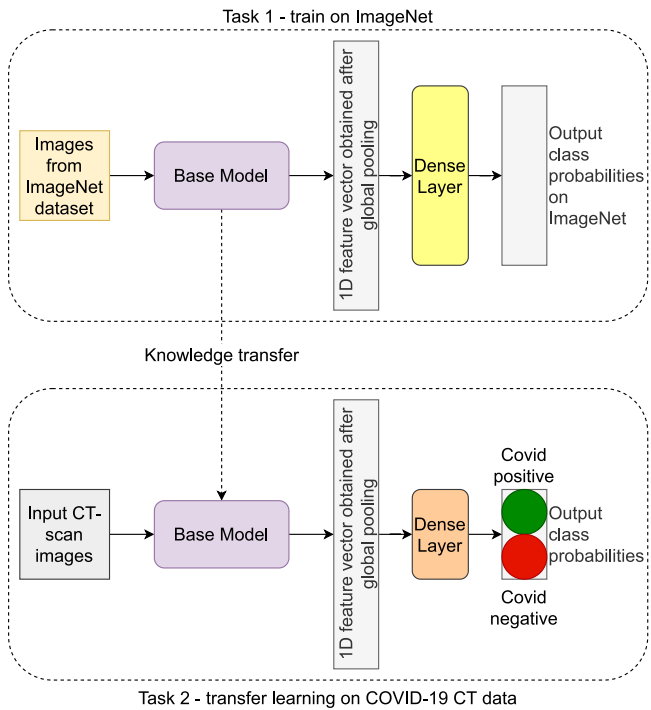 Task 1 - train on ImageNet
Images
from
ImageNet
dataset
Base Model
1D feature vector obtained after
global pooling
Dense
Layer
Output
class
probabilities
on
ImageNet
Knowledge transfer
Input CT-
scan
images
Base Model
1D feature vector obtained after
global pooling
Dense
Layer
Covid
positive
Output
class
probabilities
Covid
negative
Task 2 - transfer learning on COVID-19 CT data